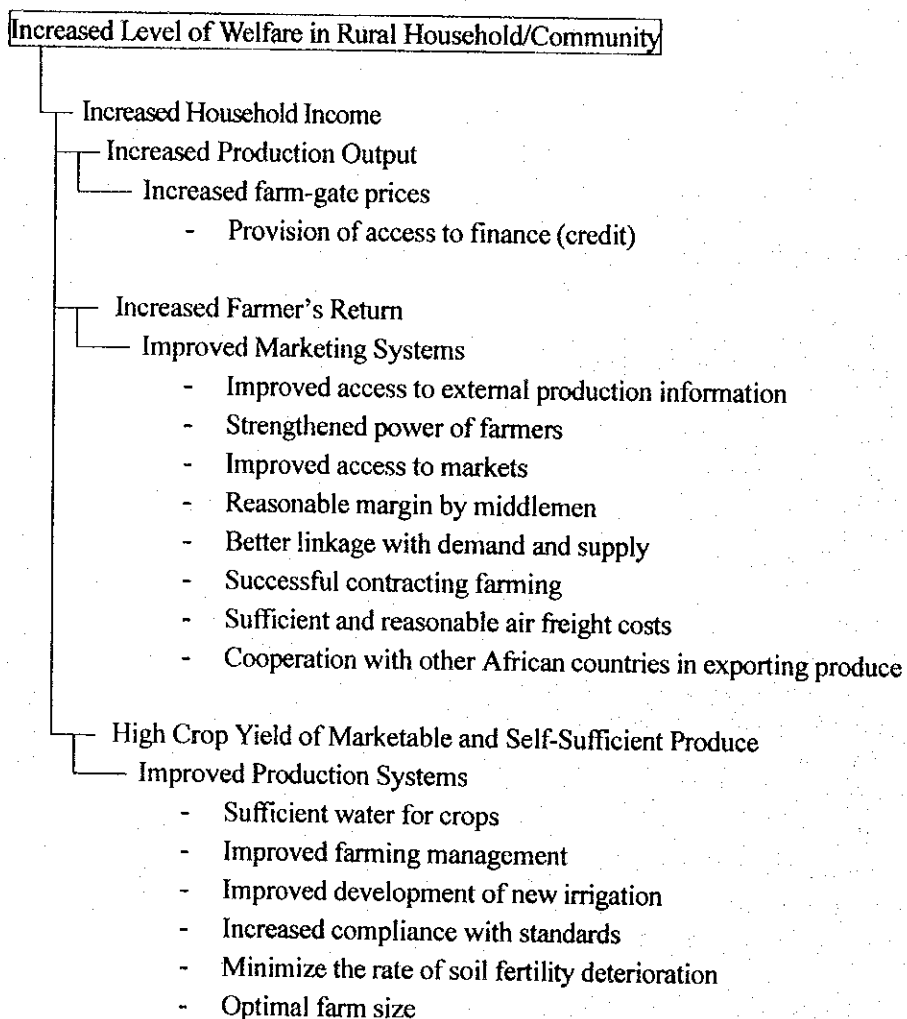 Increased Level of Welfare in Rural Household/Community
Increased Household Income
Increased Production Output
Increased farm-gate prices
- Provision of access to finance (credit)
Increased Farmer's Return
Improved Marketing Systems
- Improved access to external production information
- Strengthened power of farmers
- Improved access to markets
- Reasonable margin by middlemen
- Better linkage with demand and supply
- Successful contracting farming
- Sufficient and reasonable air freight costs
- Cooperation with other African countries in exporting produce
High Crop Yield of Marketable and Self-Sufficient Produce
Improved Production Systems
- Sufficient water for crops
- Improved farming management
- Improved development of new irrigation
- Increased compliance with standards
- Minimize the rate of soil fertility deterioration
- Optimal farm size